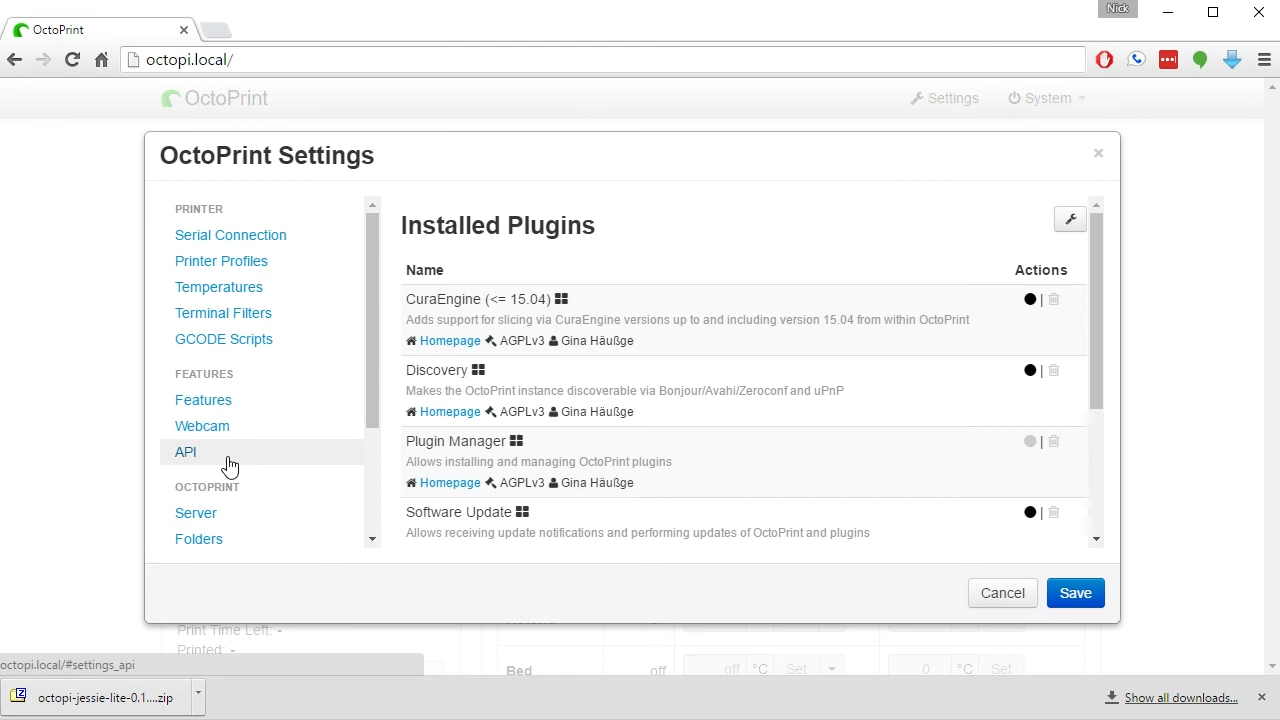 Nick
OctoPrint
octopi.local/
OctoPrint
Settings
System
OctoPrint Settings
PRINTER
Serial Connection
Printer Profiles
Temperatures
Terminal Filters
GCODE Scripts
FEATURES
Features
Webcam
API
OCTOPRINT
Server
Folders
Installed Plugins
Name Actions
CuraEngine (<= 15.04) |
Adds support for slicing via CuraEngine versions up to and including version 15.04 from within OctoPrint
Homepage AGPLv3 Gina Häußge
Discovery |
Makes the OctoPrint instance discoverable via Bonjour/Avahi/Zeroconf and uPnP
Homepage AGPLv3 Gina Häußge
Plugin Manager |
Allows installing and managing OctoPrint plugins
Homepage AGPLv3 Gina Häußge
Software Update |
Allows receiving update notifications and performing updates of OctoPrint and plugins
Cancel Save
Print Time Left: -
Printed: -
Bed off off °C Set 0 °C Set
octopi.local/#settings_api
octopi-jessie-lite-0.1....zip
Show all downloads...